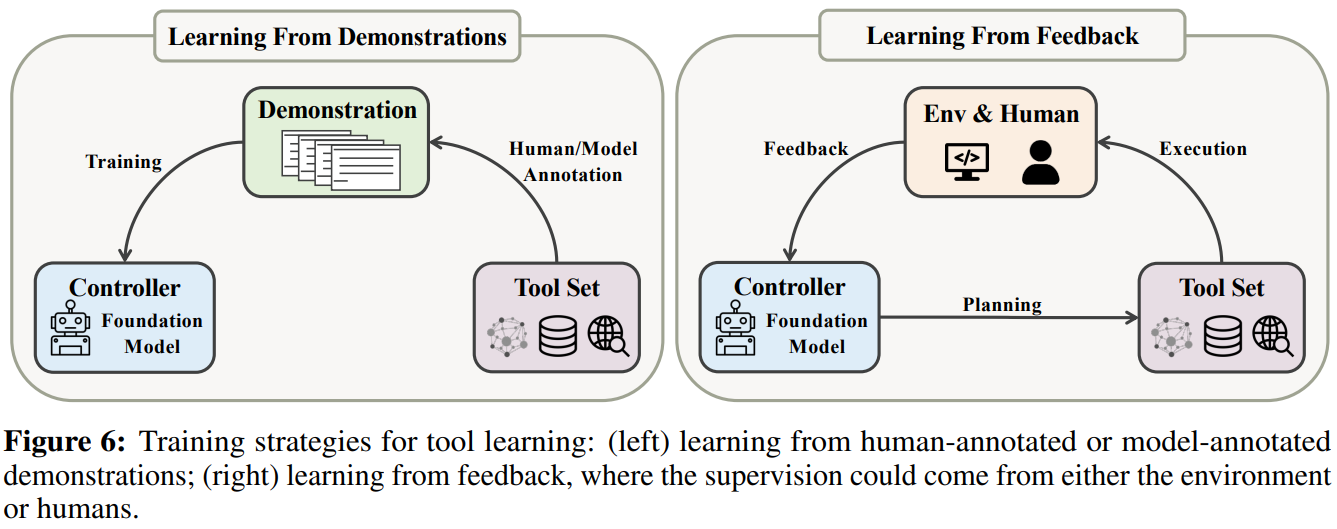 Learning From Demonstrations
Demonstration
Training
Human/Model
Annotation
Controller
Foundation
Model
Tool Set
Learning From Feedback
Env & Human
</>
Feedback
Execution
Controller
Foundation
Model
Planning
Tool Set
Figure 6: Training strategies for tool learning: (left) learning from human-annotated or model-annotated
demonstrations; (right) learning from feedback, where the supervision could come from either the environment
or humans.